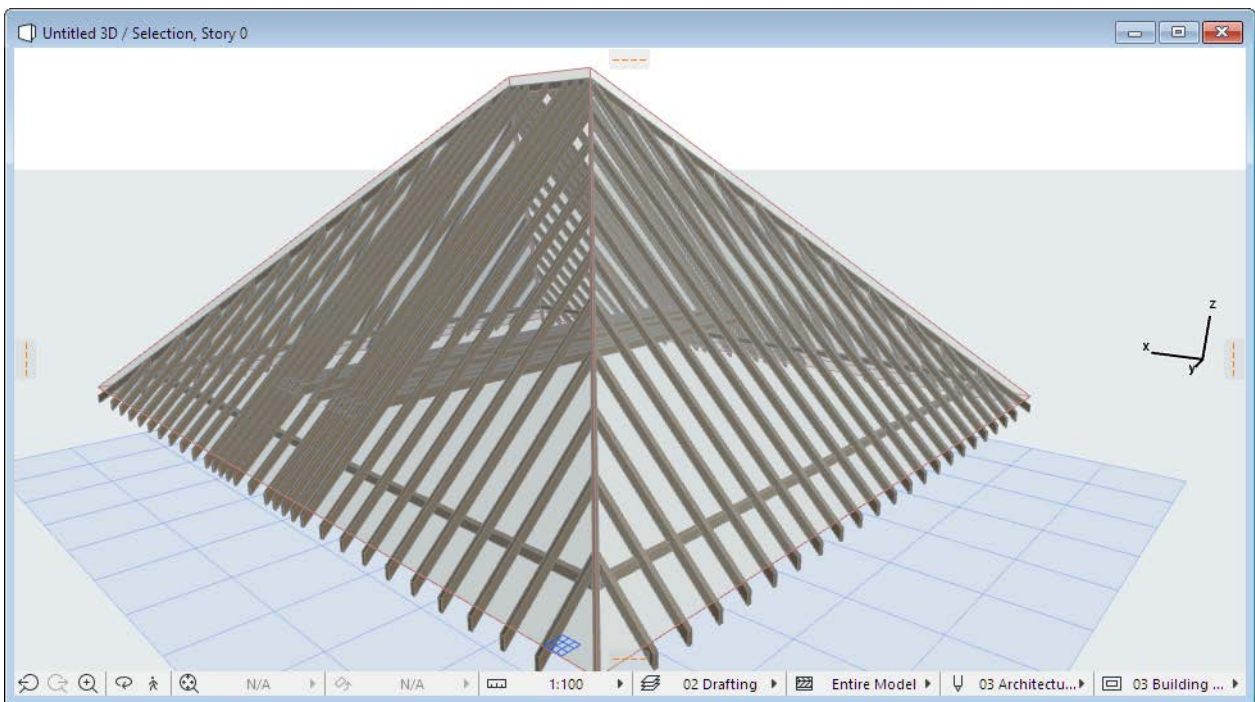 Untitled 3D / Selection, Story 0
z
x
y
N/A N/A 1:100 02 Drafting Entire Model 03 Architectu... 03 Building ...